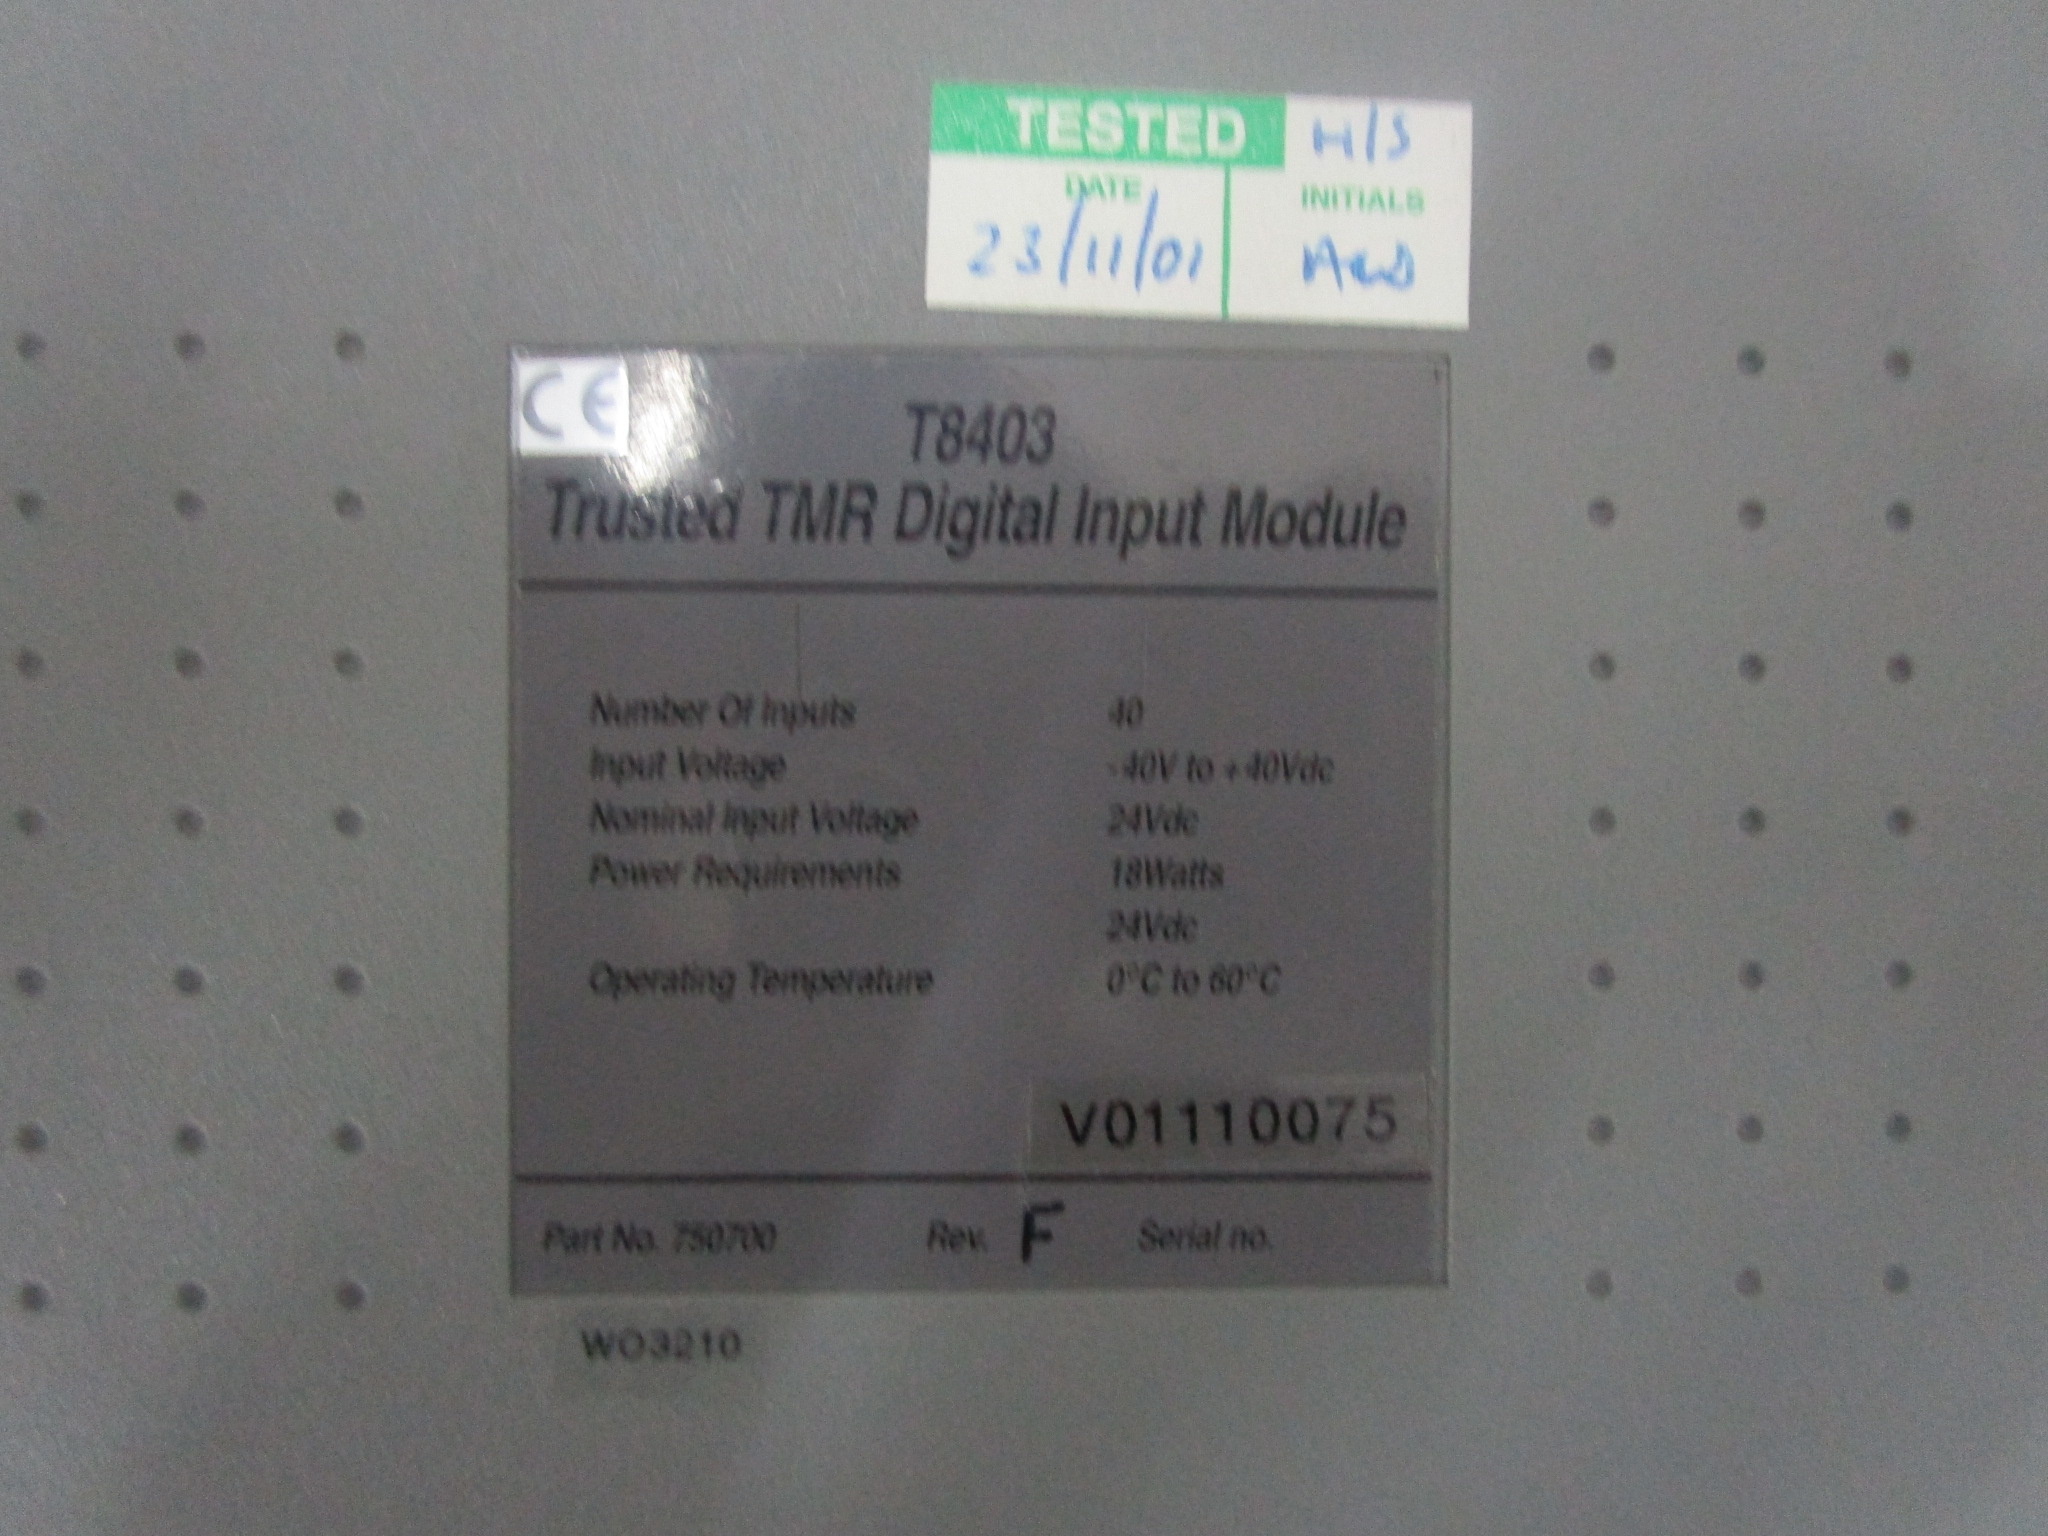 TESTED H/S
DATE INITIALS
23/11/01
CE
T8403
Trusted TMR Digital Input Module
Number Of Inputs 40
Input Voltage -40V to +40Vdc
Nominal Input Voltage 24Vdc
Power Requirements 18Watts
24Vdc
Operating Temperature 0°C to 60°C
V01110075
Part No. 750700 Rev. F Serial no.
WO3210